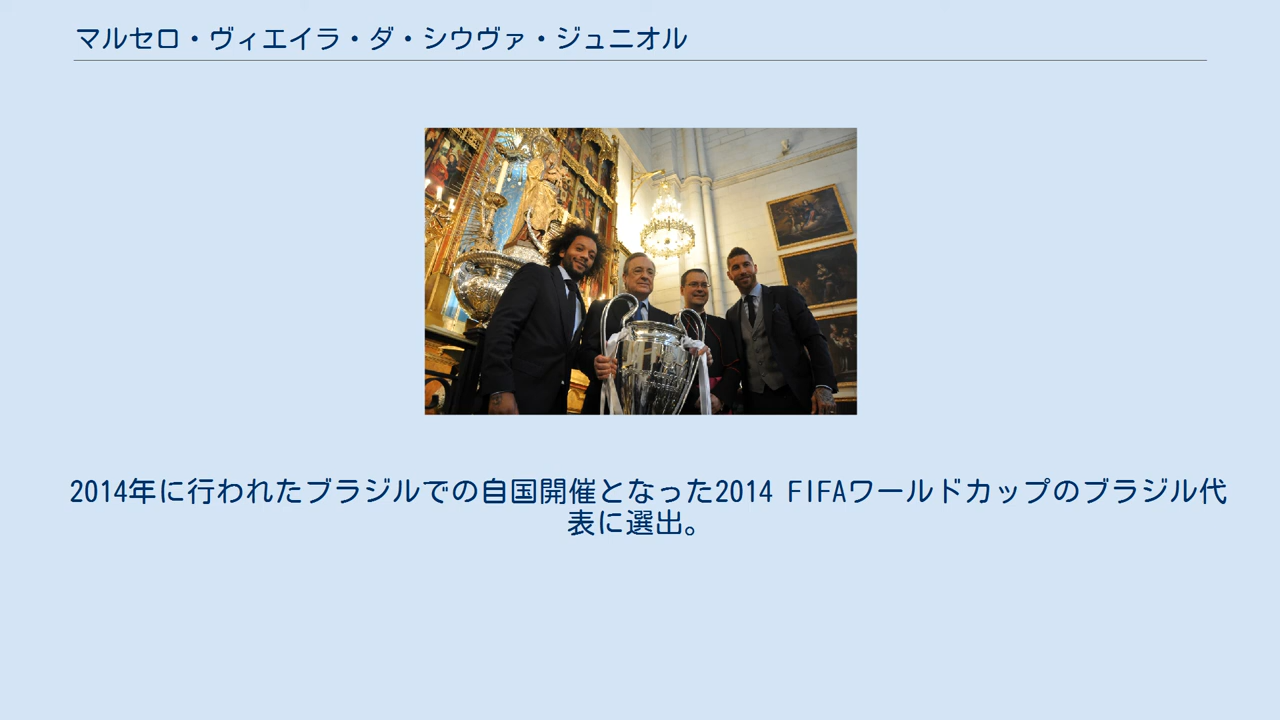 マルセロ・ヴィエイラ・ダ・シウヴァ・ジュニオル
2014年に行われたブラジルでの自国開催となった2014 FIFAワールドカップのブラジル代
表に選出。